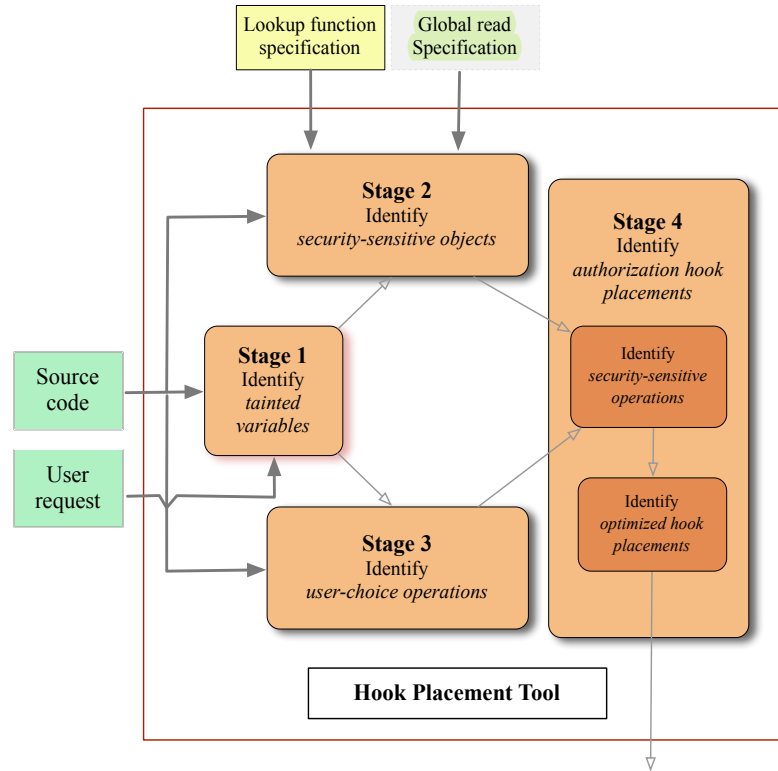 Lookup function
specification
Global read
Specification
Stage 2
Identify
security-sensitive objects
Stage 4
Identify
authorization hook
placements
Stage 1
Identify
tainted
variables
Source
code
Identify
security-sensitive
operations
User
request
Identify
optimized hook
placements
Stage 3
Identify
user-choice operations
Hook Placement Tool